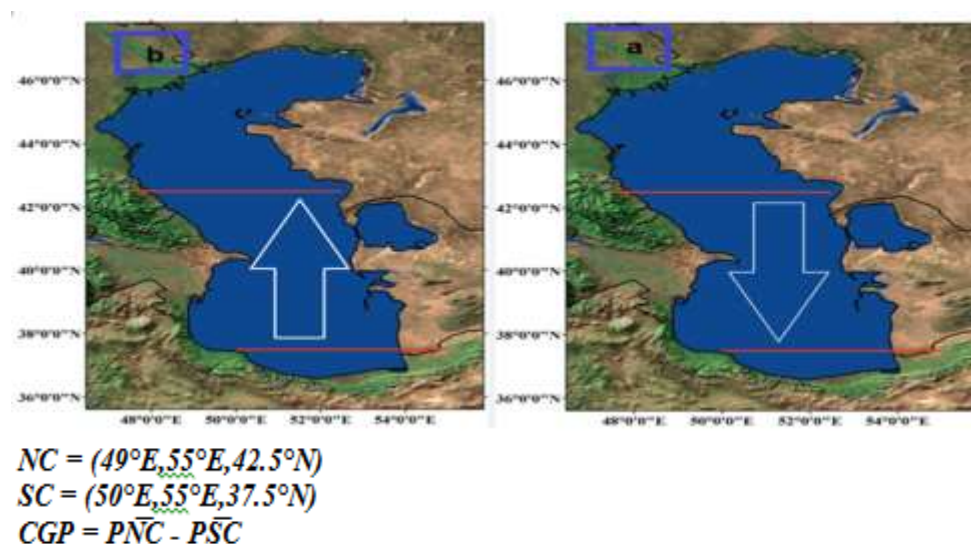 b
46°0'0"N
44°0'0"N
42°0'0"N
40°0'0"N
38°0'0"N
36°0'0"N
48°0'0"E 50°0'0"E 52°0'0"E 54°0'0"E
a
46°0'0"N
44°0'0"N
42°0'0"N
40°0'0"N
38°0'0"N
36°0'0"N
48°0'0"E 50°0'0"E 52°0'0"E 54°0'0"E
NC = (49°E,55°E,42.5°N)
SC = (50°E,55°E,37.5°N)
CGP = PN̅C - PS̅C